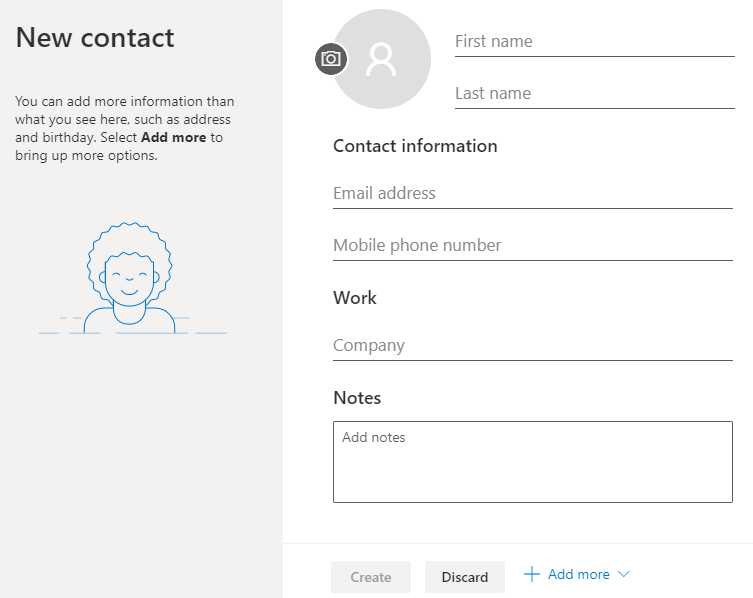 New contact
You can add more information than
what you see here, such as address
and birthday. Select Add more to
bring up more options.
First name
Last name
Contact information
Email address
Mobile phone number
Work
Company
Notes
Add notes
Create
Discard
Add more